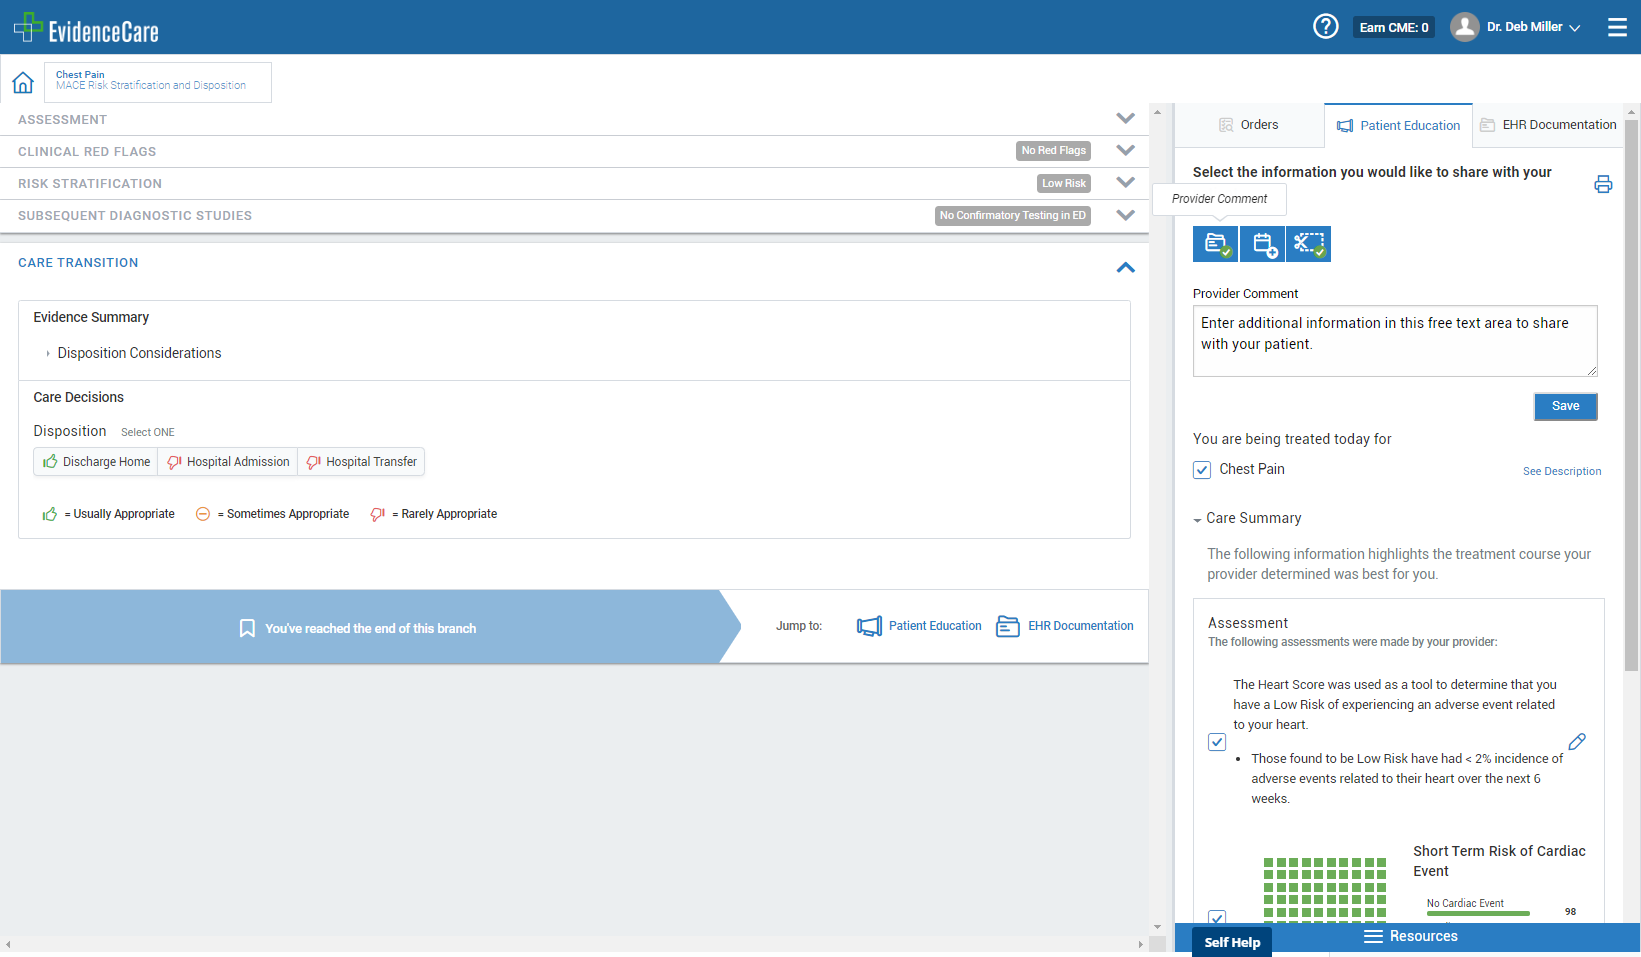 EvidenceCare
Earn CME: 0
Dr. Deb Miller
Chest Pain
MACE Risk Stratification and Disposition
ASSESSMENT
CLINICAL RED FLAGS
No Red Flags
RISK STRATIFICATION
Low Risk
SUBSEQUENT DIAGNOSTIC STUDIES
No Confirmatory Testing in ED
CARE TRANSITION
Evidence Summary
Disposition Considerations
Care Decisions
Disposition Select ONE
Discharge Home
Hospital Admission
Hospital Transfer
= Usually Appropriate
= Sometimes Appropriate
= Rarely Appropriate
You've reached the end of this branch
Jump to:
Patient Education
EHR Documentation
Orders
Patient Education
EHR Documentation
Select the information you would like to share with your
Provider Comment
Provider Comment
Enter additional information in this free text area to share
with your patient.
Save
You are being treated today for
Chest Pain
See Description
Care Summary
The following information highlights the treatment course your
provider determined was best for you.
Assessment
The following assessments were made by your provider:
The Heart Score was used as a tool to determine that you
have a Low Risk of experiencing an adverse event related
to your heart.
• Those found to be Low Risk have had < 2% incidence of
adverse events related to their heart over the next 6
weeks.
Short Term Risk of Cardiac
Event
No Cardiac Event
98
Self Help
Resources